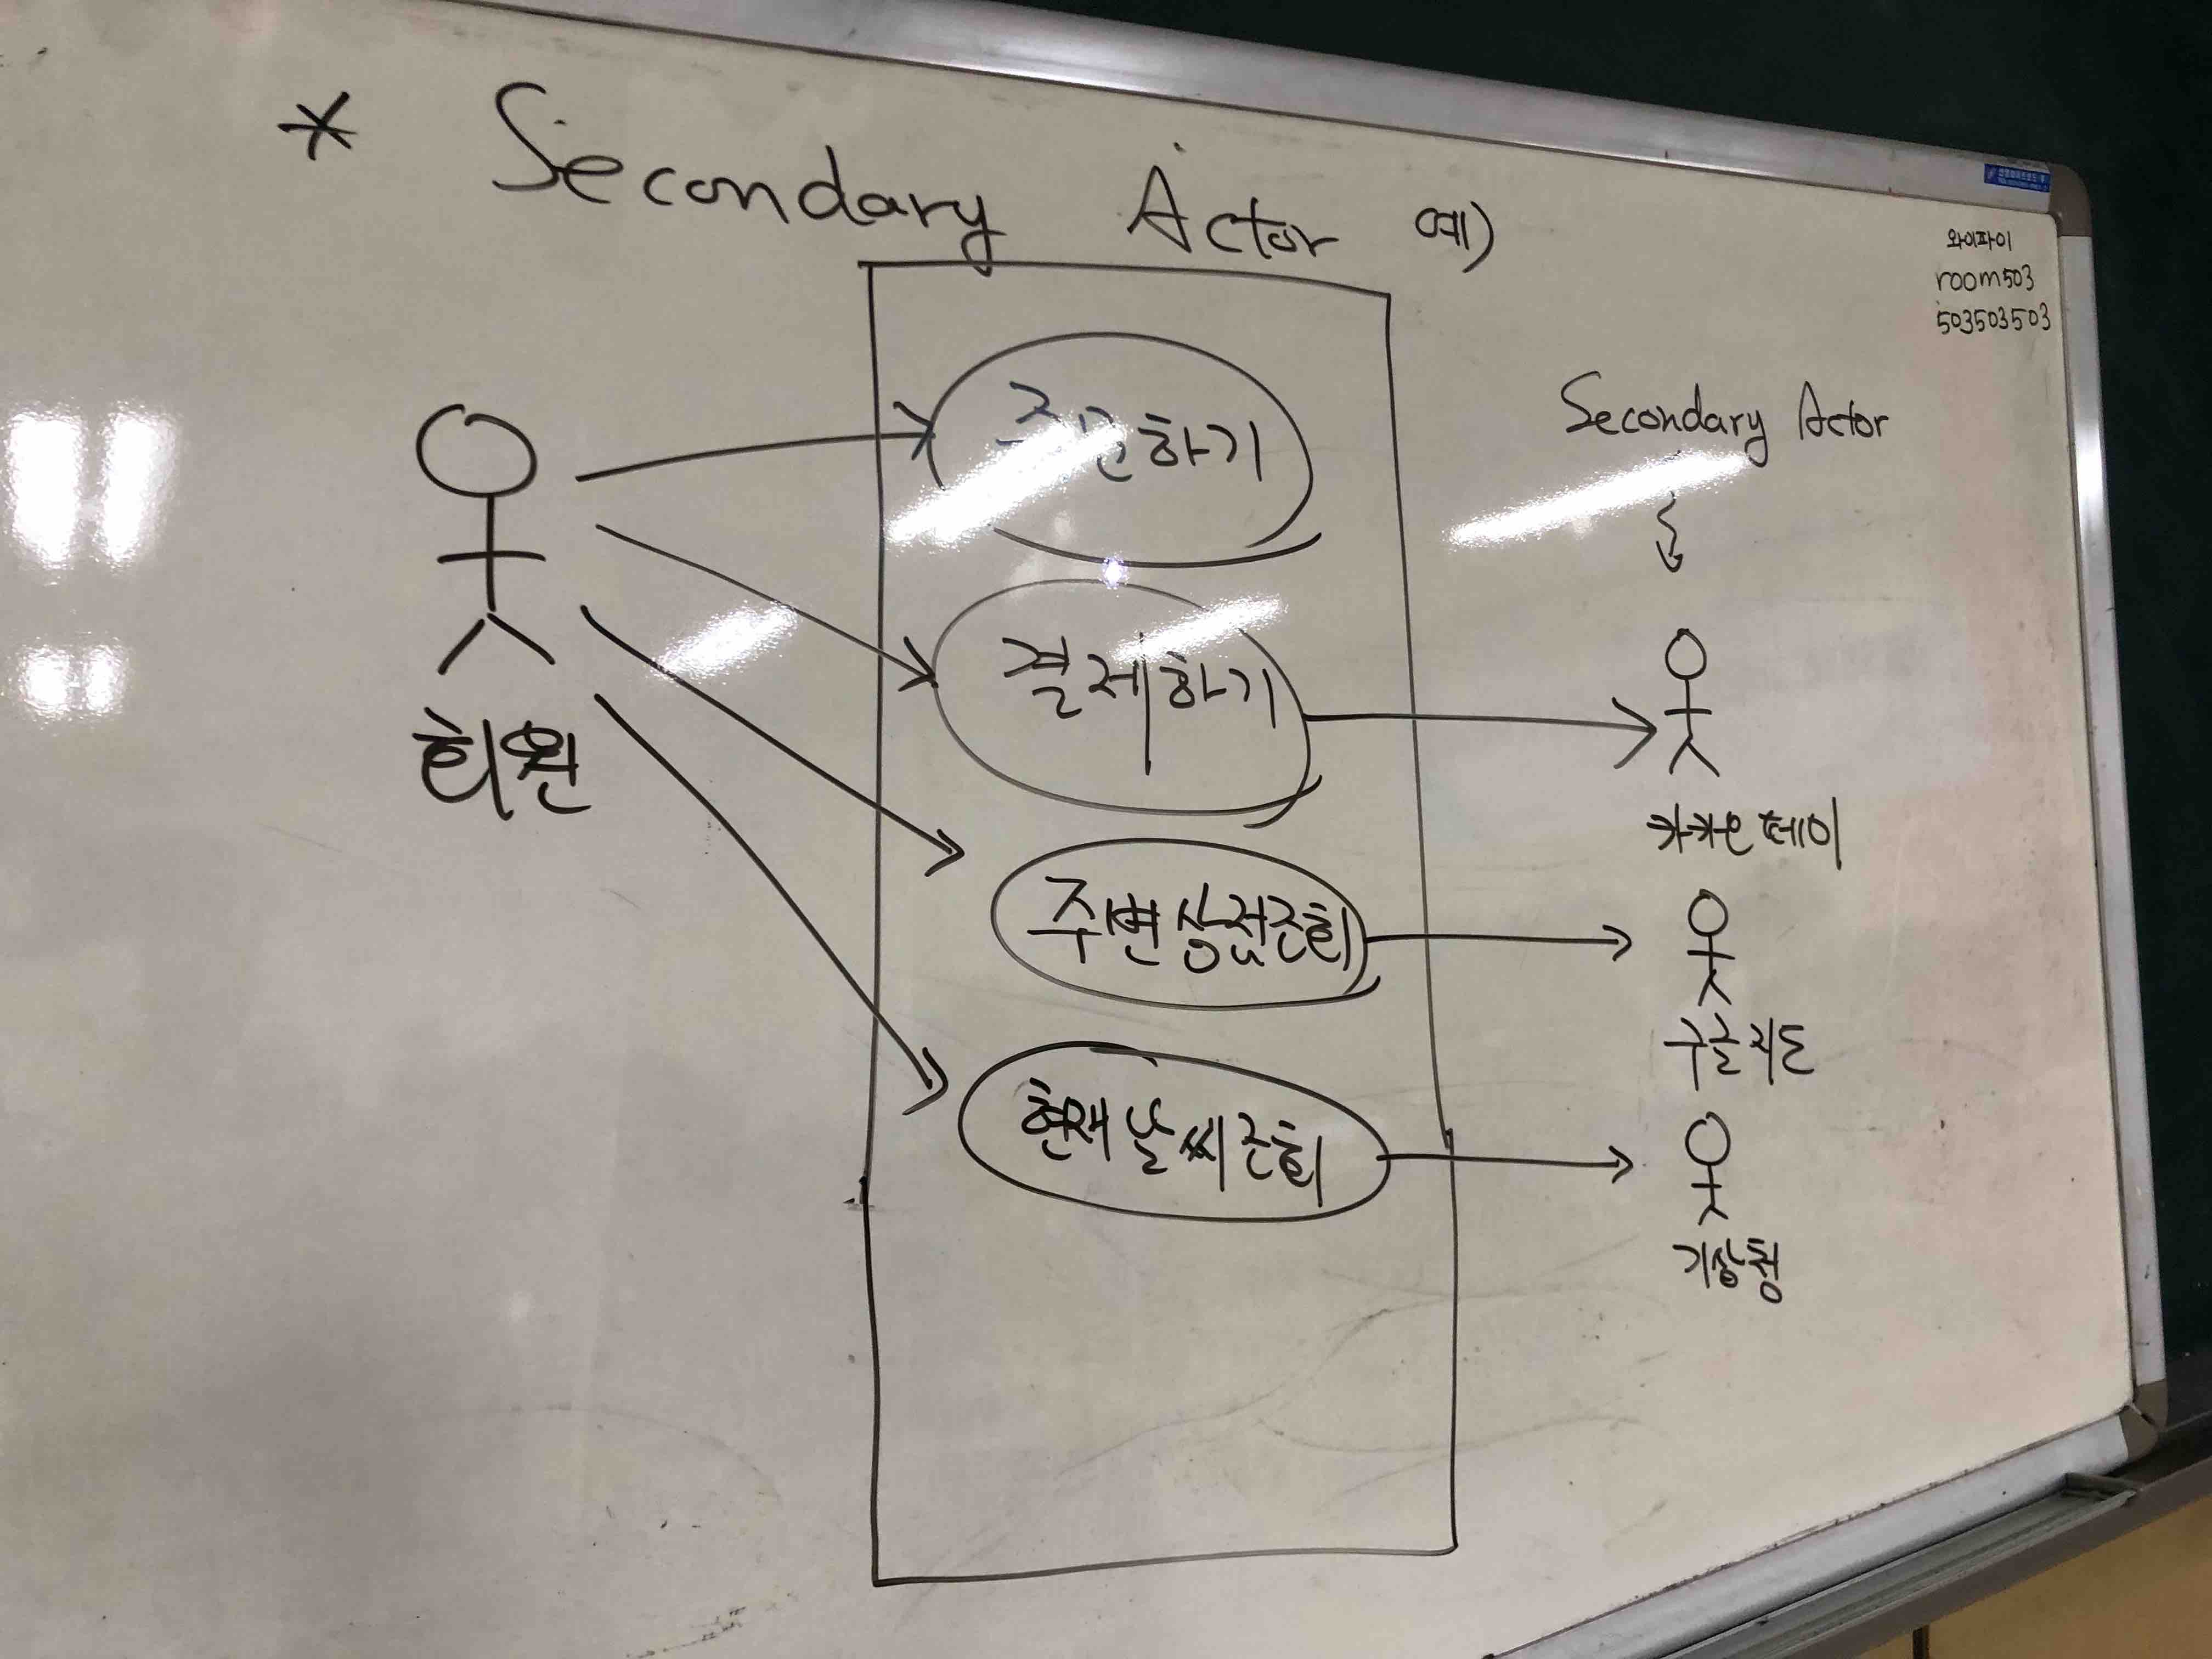 * Secondary Actor 예)
와이파이
room503
503503503
Secondary Actor
주문하기
결제하기
회원
카카오페이
주변상점조회
구글지도
현재날씨조회
기상청